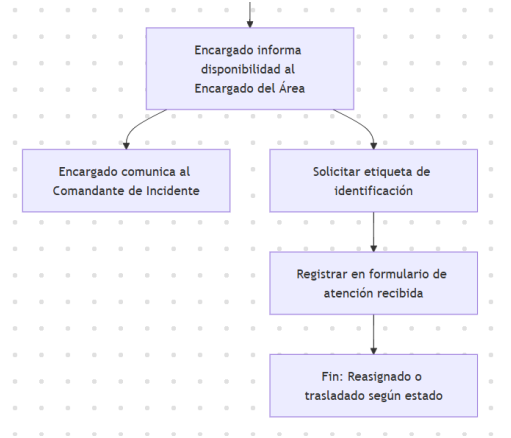 Encargado informa
disponibilidad al
Encargado del Área
Encargado comunica al
Comandante de Incidente
Solicitar etiqueta de
identificación
Registrar en formulario de
atención recibida
Fin: Reasignado o
trasladado según estado